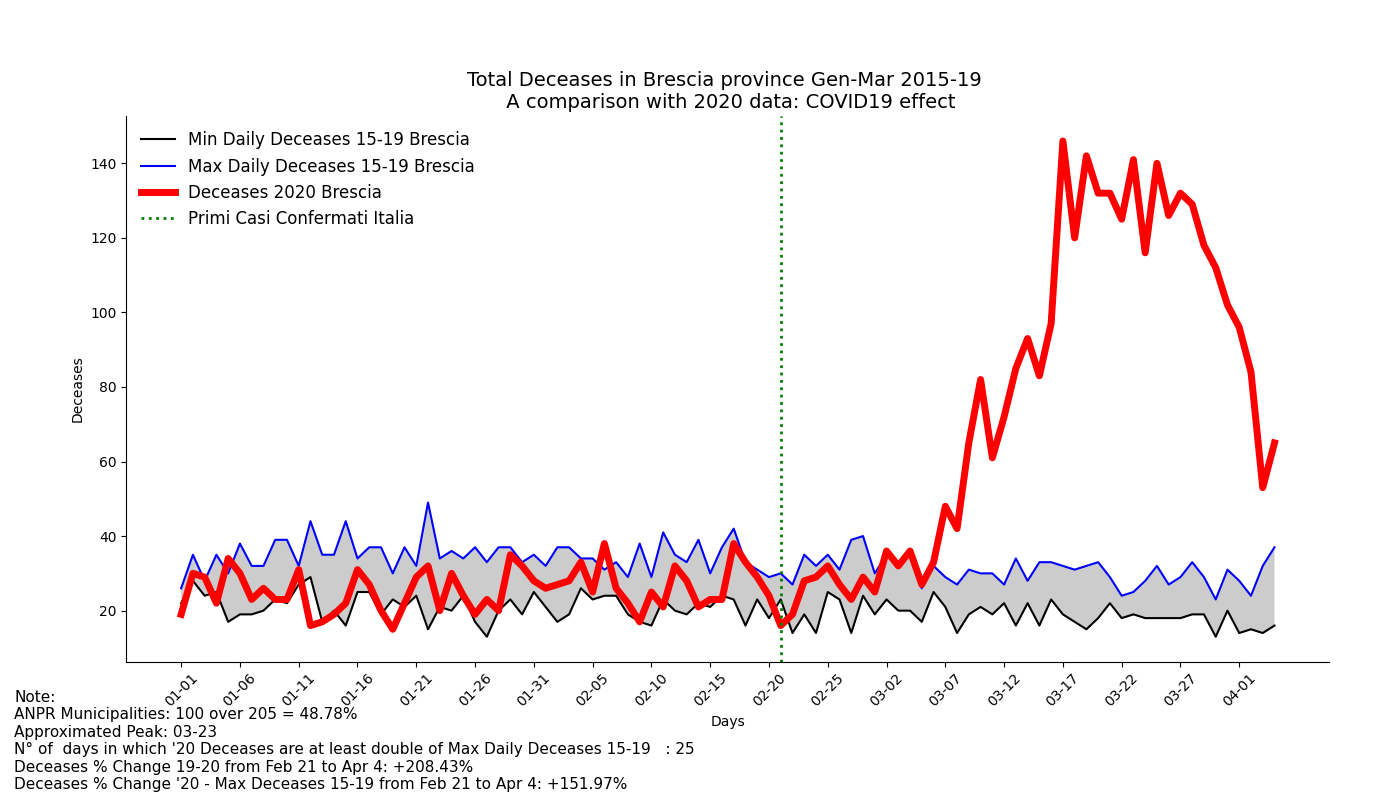 Total Deceases in Brescia province Gen-Mar 2015-19
A comparison with 2020 data: COVID19 effect
Min Daily Deceases 15-19 Brescia
Max Daily Deceases 15-19 Brescia
Deceases 2020 Brescia
Primi Casi Confermati Italia
Deceases
140
120
100
80
60
40
20
01-01
01-06
01-11
01-16
01-21
01-26
01-31
02-05
02-10
02-15
02-20
02-25
03-02
03-07
03-12
03-17
03-22
03-27
04-01
Days
Note:
ANPR Municipalities: 100 over 205 = 48.78%
Approximated Peak: 03-23
N° of  days in which '20 Deceases are at least double of Max Daily Deceases 15-19   : 25
Deceases % Change 19-20 from Feb 21 to Apr 4: +208.43%
Deceases % Change '20 - Max Deceases 15-19 from Feb 21 to Apr 4: +151.97%